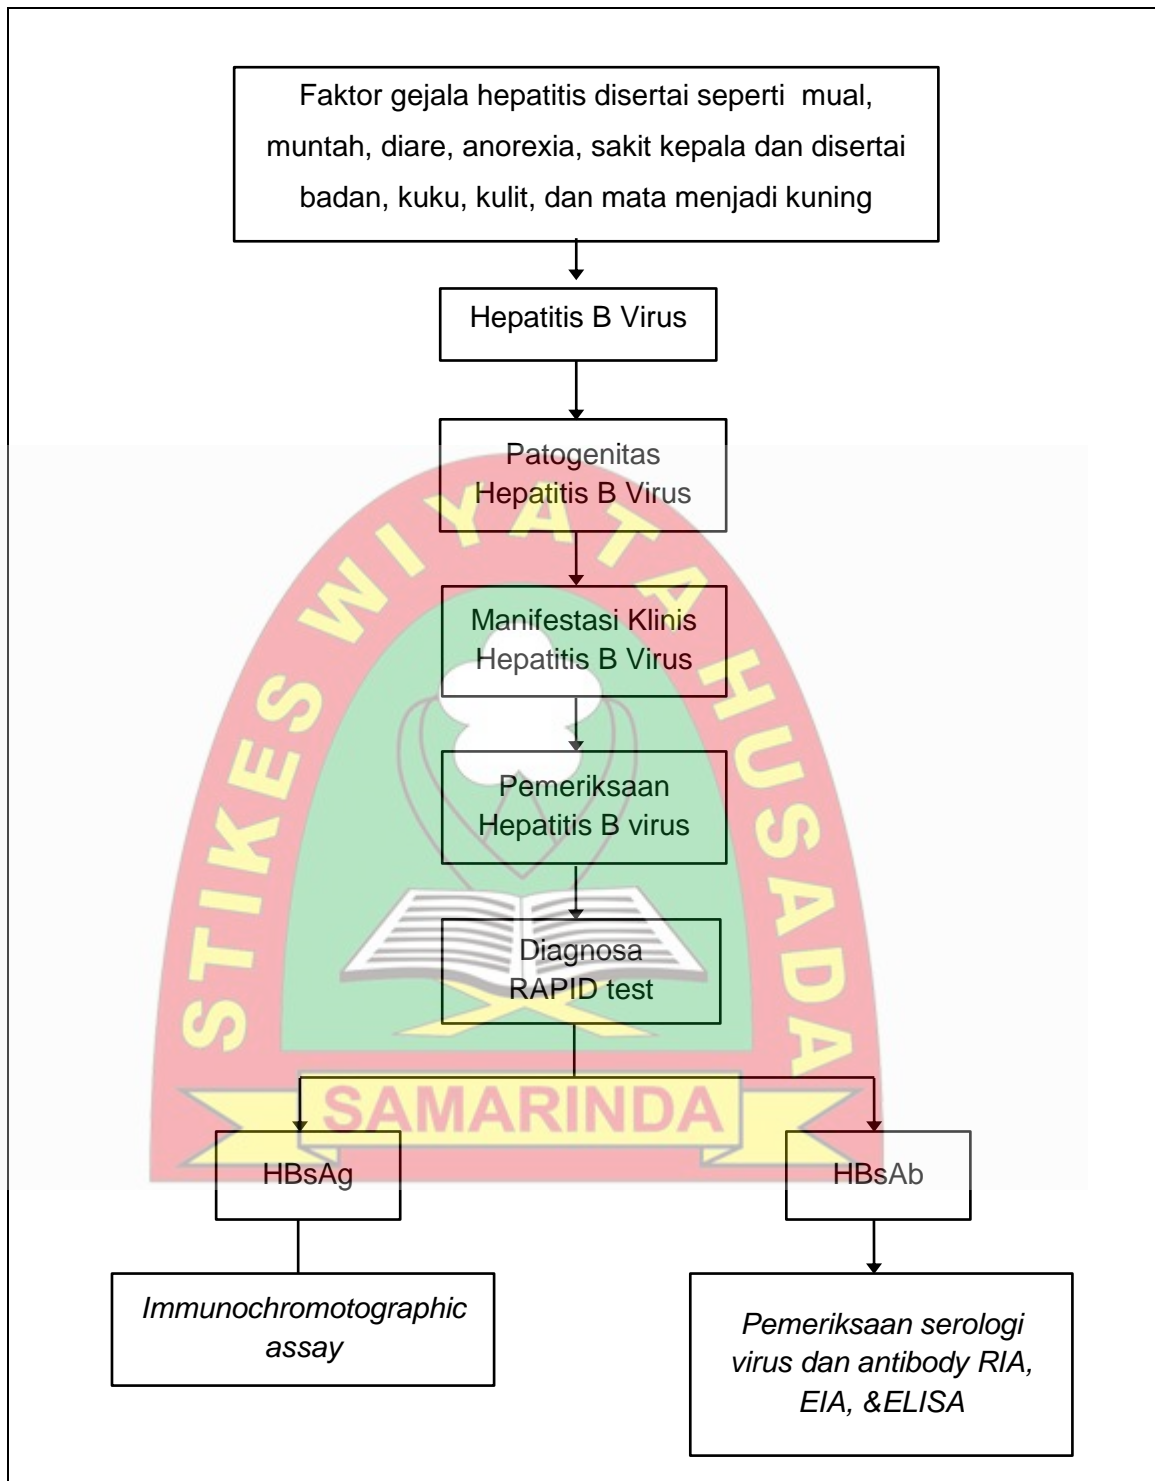 Faktor gejala hepatitis disertai seperti mual,
muntah, diare, anorexia, sakit kepala dan disertai
badan, kuku, kulit, dan mata menjadi kuning
Hepatitis B Virus
Patogenitas
Hepatitis B Virus
Manifestasi Klinis
Hepatitis B Virus
Pemeriksaan
Hepatitis B virus
Diagnosa
RAPID test
STIKES WIYATA HUSADA
SAMARINDA
HBsAg
HBsAb
Immunochromotographic
assay
Pemeriksaan serologi
virus dan antibody RIA,
EIA, &ELISA